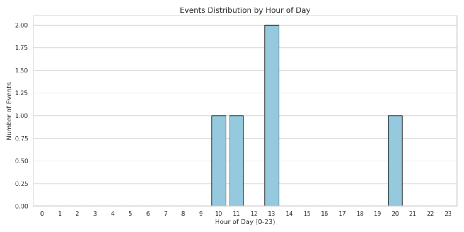 Events Distribution by Hour of Day
Number of Events
2.00
1.75
1.50
1.25
1.00
0.75
0.50
0.25
0.00
0 1 2 3 4 5 6 7 8 9 10 11 12 13 14 15 16 17 18 19 20 21 22 23
Hour of Day (0-23)